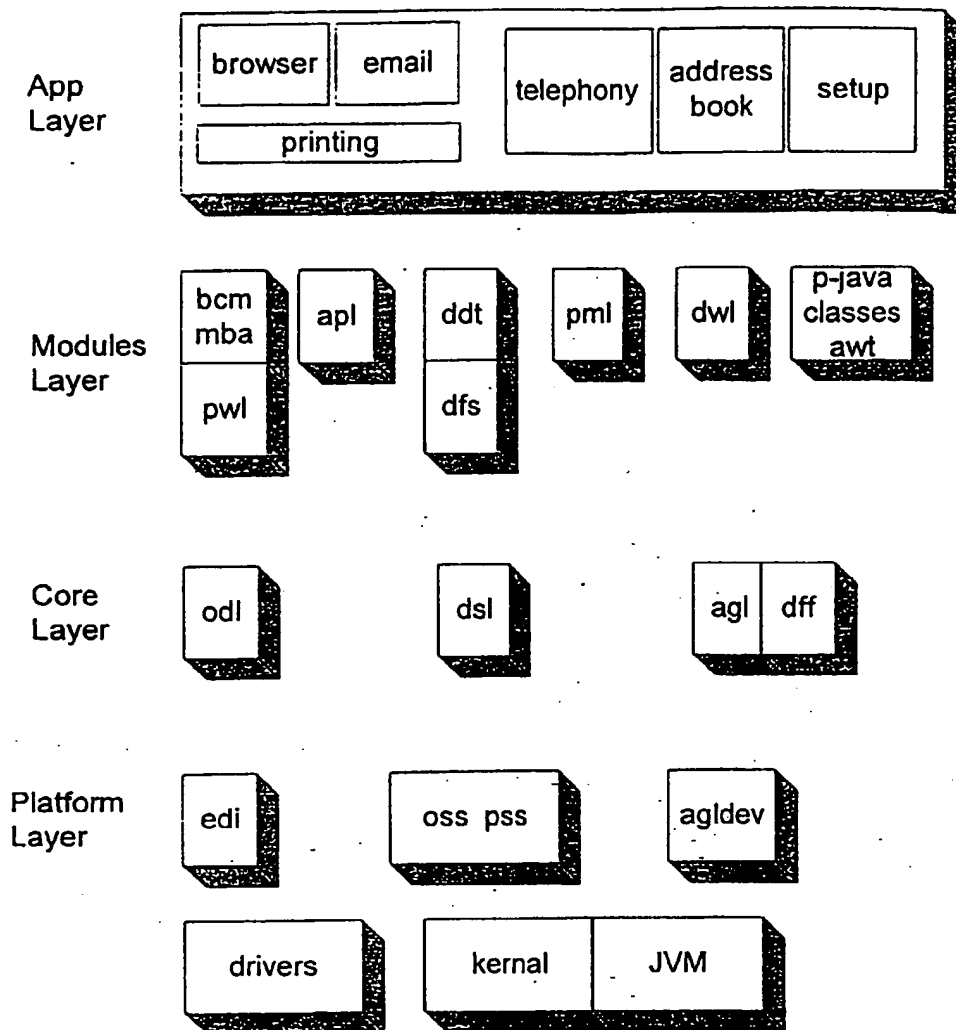 App
Layer
browser
email
printing
telephony
address
book
setup
Modules
Layer
bcm
mba
pwl
apl
ddt
dfs
pml
dwl
p-java
classes
awt
Core
Layer
odl
dsl
agl
dff
Platform
Layer
edi
oss pss
agldev
drivers
kernal
JVM